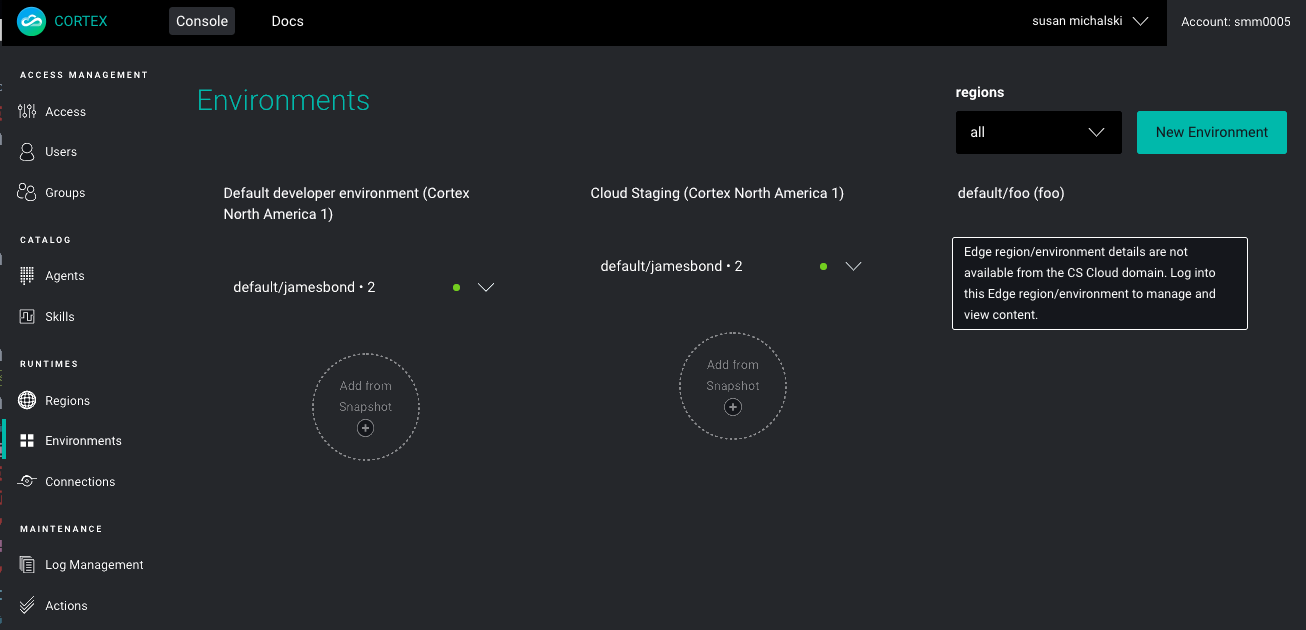 CORTEX
Console
Docs
susan michalski
Account: smm0005
ACCESS MANAGEMENT
Access
Users
Groups
CATALOG
Agents
Skills
RUNTIMES
Regions
Environments
Connections
MAINTENANCE
Log Management
Actions
Environments
regions
all
New Environment
Default developer environment (Cortex
North America 1)
default/jamesbond • 2
Add from
Snapshot
Cloud Staging (Cortex North America 1)
default/jamesbond • 2
Add from
Snapshot
default/foo (foo)
Edge region/environment details are not
available from the CS Cloud domain. Log into
this Edge region/environment to manage and
view content.